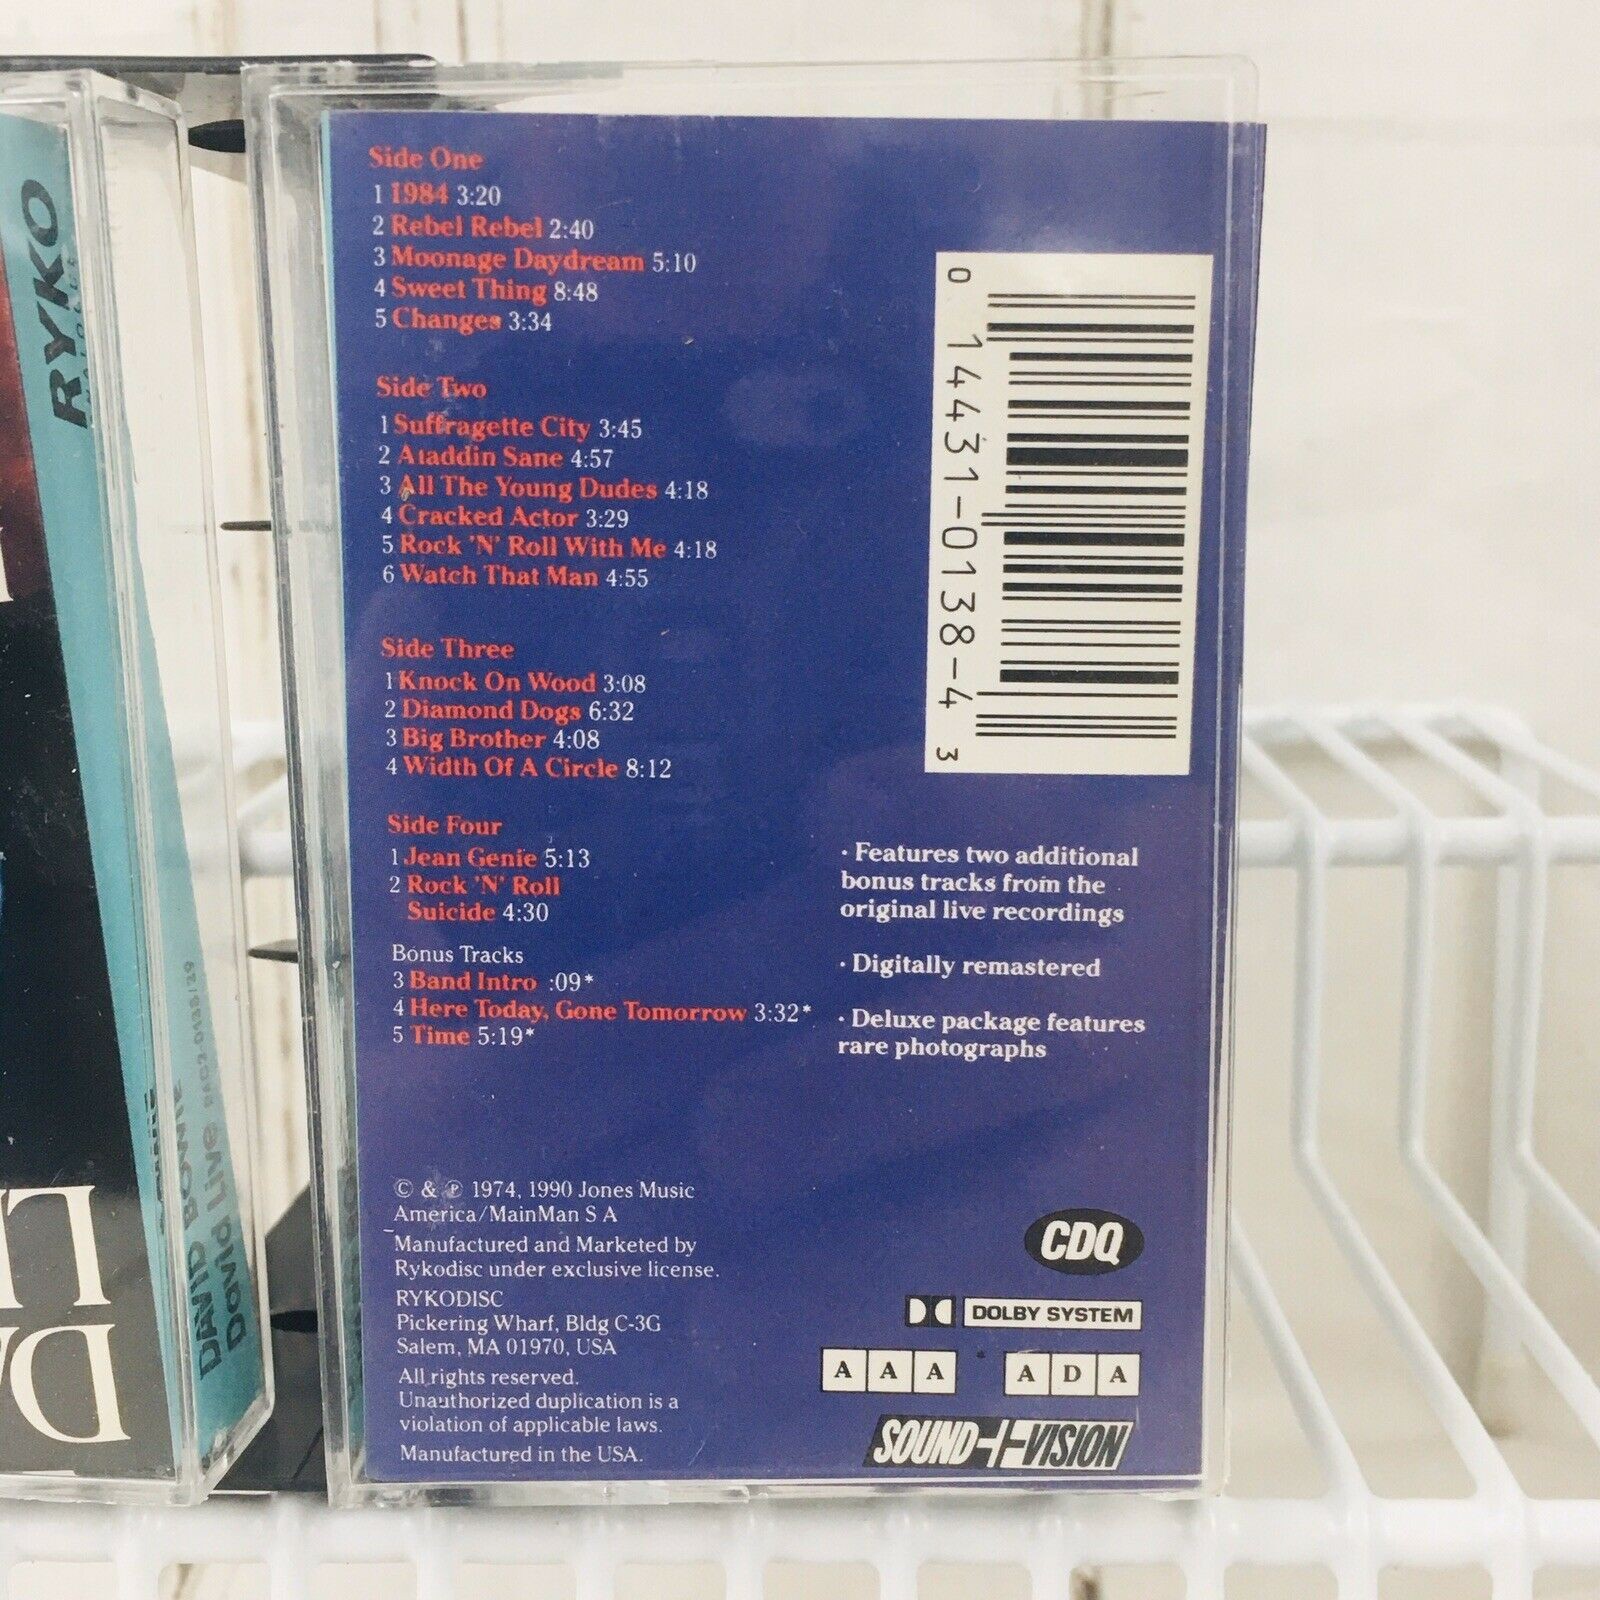 Side One
1 1984 3:20
2 Rebel Rebel 2:40
3 Moonage Daydream 5:10
4 Sweet Thing 8:48
5 Changes 3:34
Side Two
1 Suffragette City 3:45
2 Aladdin Sane 4:57
3 All The Young Dudes 4:18
4 Cracked Actor 3:29
5 Rock 'N' Roll With Me 4:18
6 Watch That Man 4:55
Side Three
1 Knock On Wood 3:08
2 Diamond Dogs 6:32
3 Big Brother 4:08
4 Width Of A Circle 8:12
Side Four
1 Jean Genie 5:13
2 Rock 'N' Roll
Suicide 4:30
Bonus Tracks
3 Band Intro :09*
4 Here Today, Gone Tomorrow 3:32*
5 Time 5:19*
0 14431-0138-4 3
· Features two additional
bonus tracks from the
original live recordings
· Digitally remastered
· Deluxe package features
rare photographs
© & ℗ 1974, 1990 Jones Music
America/MainMan S A
Manufactured and Marketed by
Rykodisc under exclusive license.
RYKODISC
Pickering Wharf, Bldg C-3G
Salem, MA 01970, USA
All rights reserved.
Unauthorized duplication is a
violation of applicable laws.
Manufactured in the USA.
CDQ
DOLBY SYSTEM
A A A
A D A
SOUND+VISION
RYKO
DAVID BOWIE
David Live